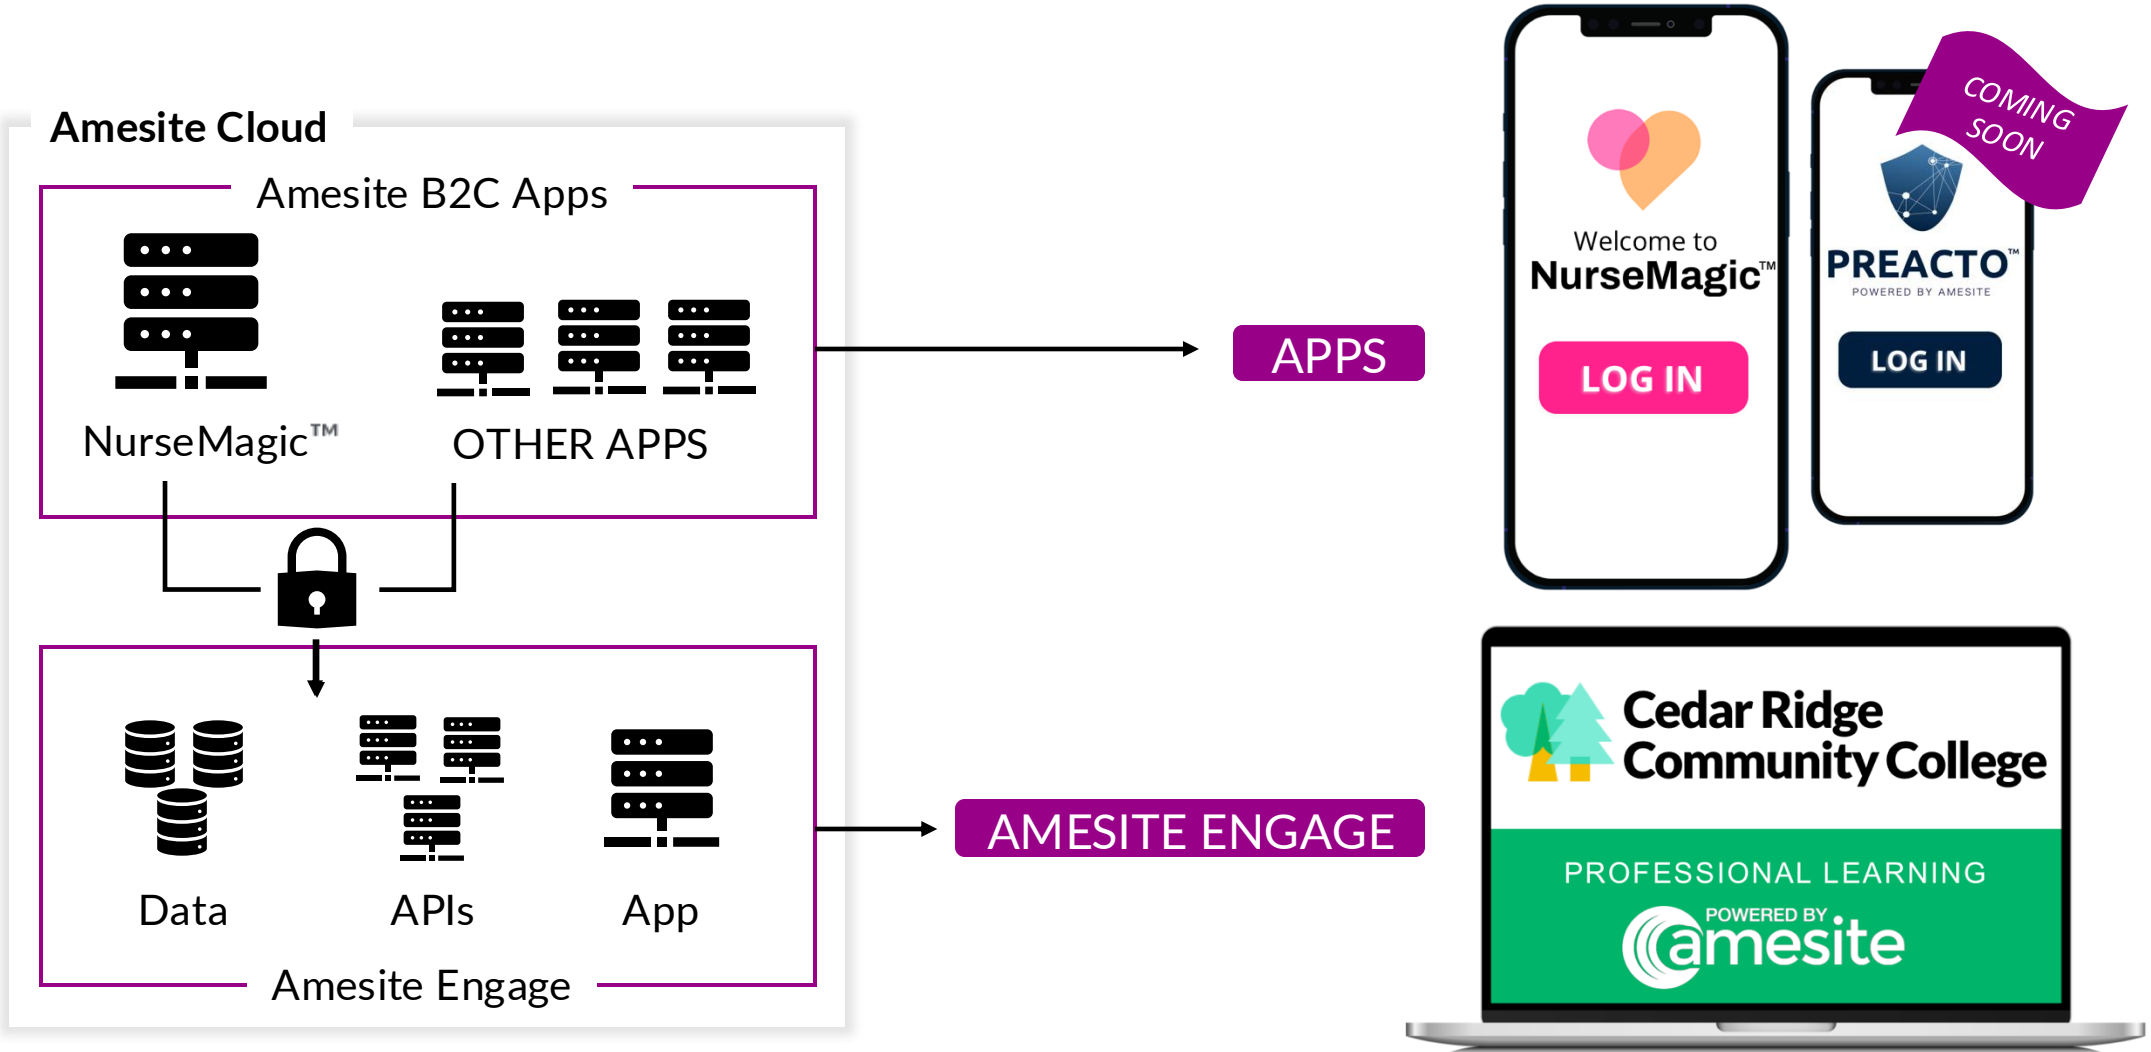 Amesite Cloud
Amesite B2C Apps
NurseMagic™
OTHER APPS
Data
APIs
App
Amesite Engage
APPS
AMESITE ENGAGE
Welcome to
NurseMagic™
LOG IN
COMING
SOON
PREACTO™
POWERED BY AMESITE
LOG IN
Cedar Ridge
Community College
PROFESSIONAL LEARNING
POWERED BY
amesite